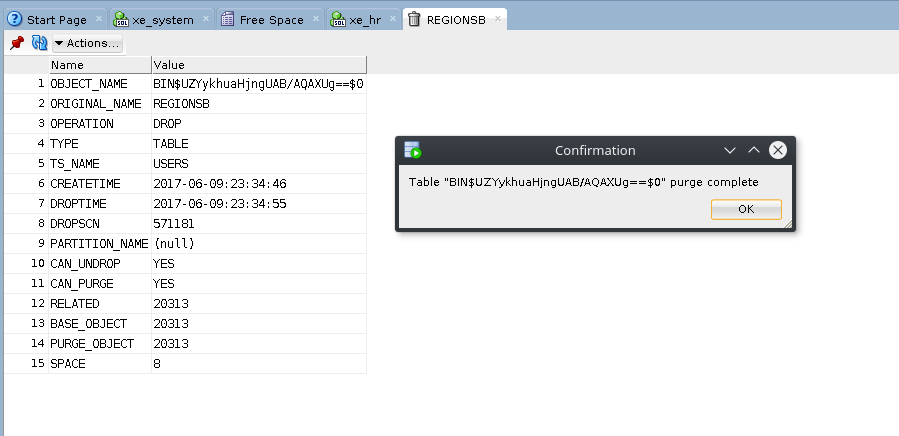 Start Page xe_system Free Space xe_hr REGIONSB
Actions...
Name Value
1 OBJECT_NAME BIN$UZYykhuaHjngUAB/AQAXUg==$0
2 ORIGINAL_NAME REGIONSB
3 OPERATION DROP
4 TYPE TABLE
5 TS_NAME USERS
6 CREATETIME 2017-06-09:23:34:46
7 DROPTIME 2017-06-09:23:34:55
8 DROPSCN 571181
9 PARTITION_NAME (null)
10 CAN_UNDROP YES
11 CAN_PURGE YES
12 RELATED 20313
13 BASE_OBJECT 20313
14 PURGE_OBJECT 20313
15 SPACE 8
Confirmation
Table "BIN$UZYykhuaHjngUAB/AQAXUg==$0" purge complete
OK